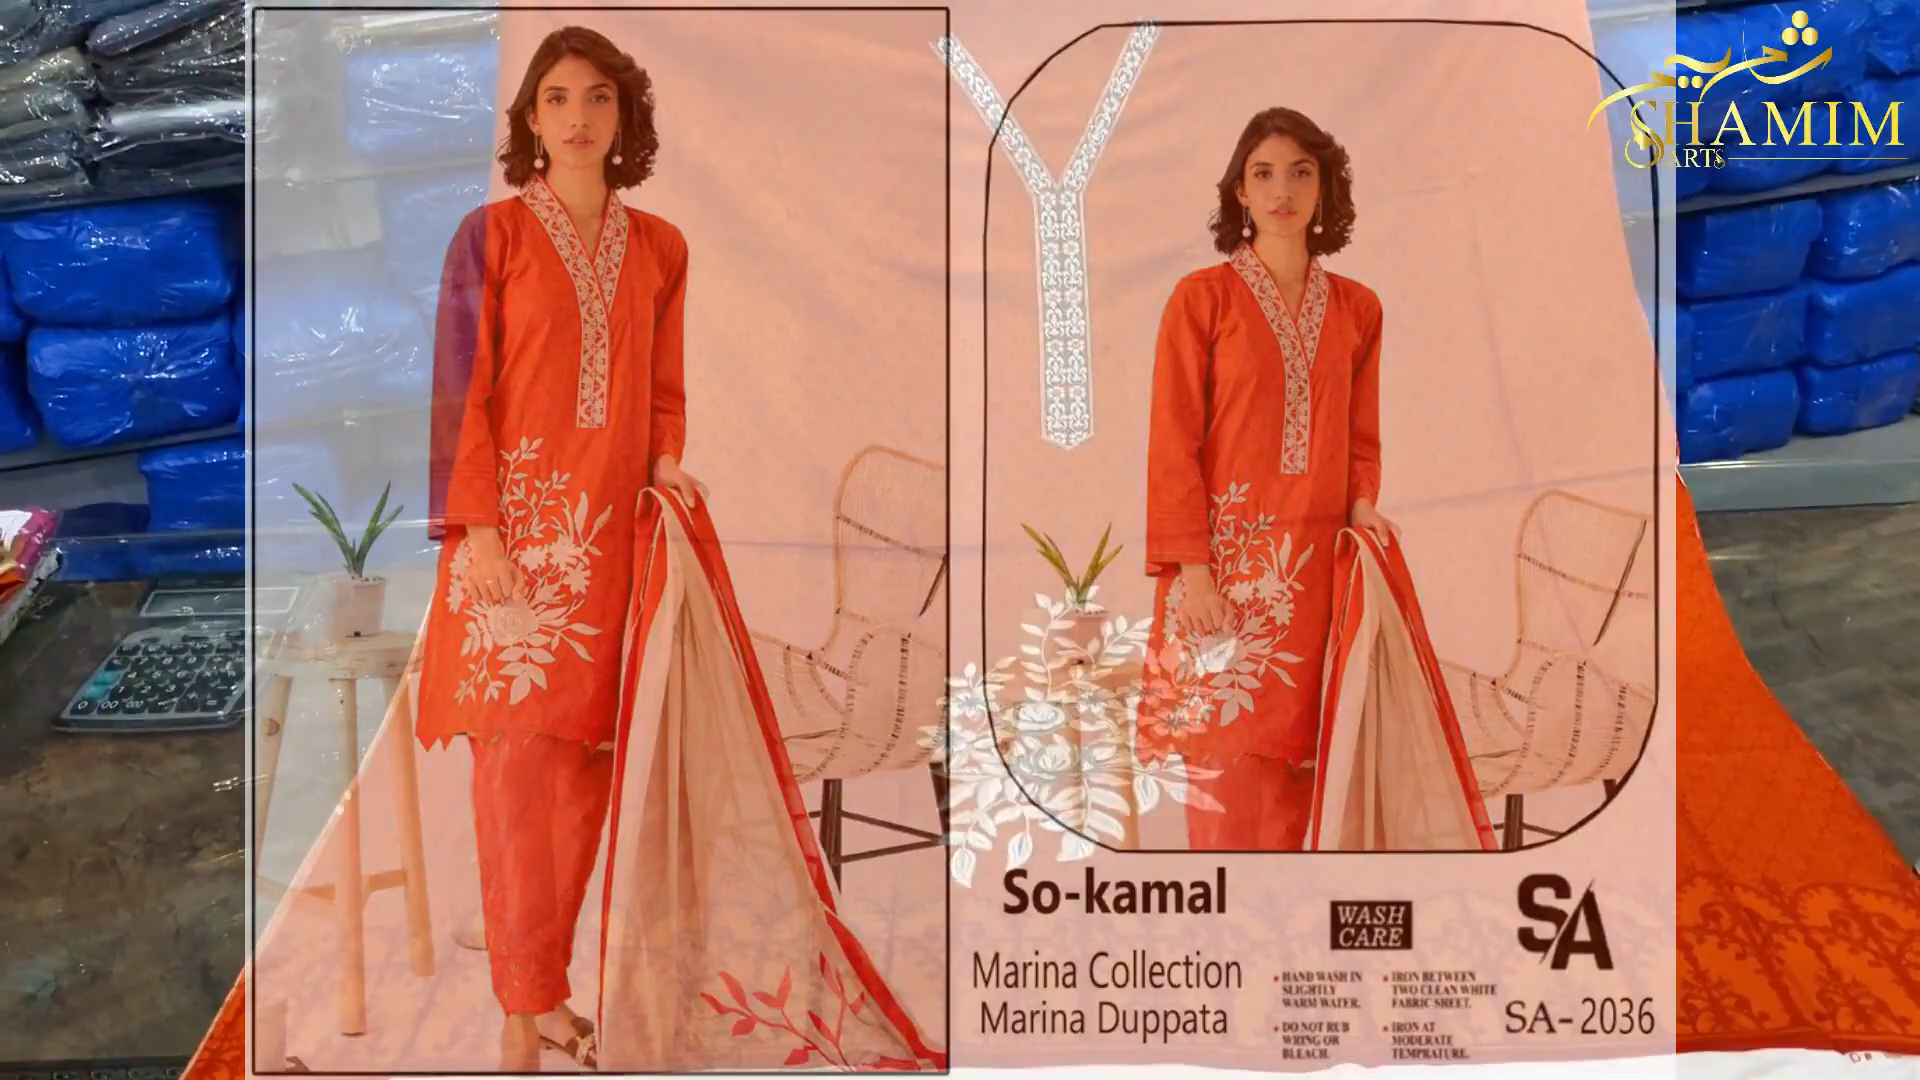 شمیم
SHAMIM
ARTS
So-kamal
Marina Collection
Marina Duppata
WASH
CARE
• HAND WASH IN
SLIGHTLY
WARM WATER.
• DO NOT RUB
WRING OR
BLEACH.
• IRON BETWEEN
TWO CLEAN WHITE
FABRIC SHEET.
• IRON AT
MODERATE
TEMPRATURE.
SA
SA-2036